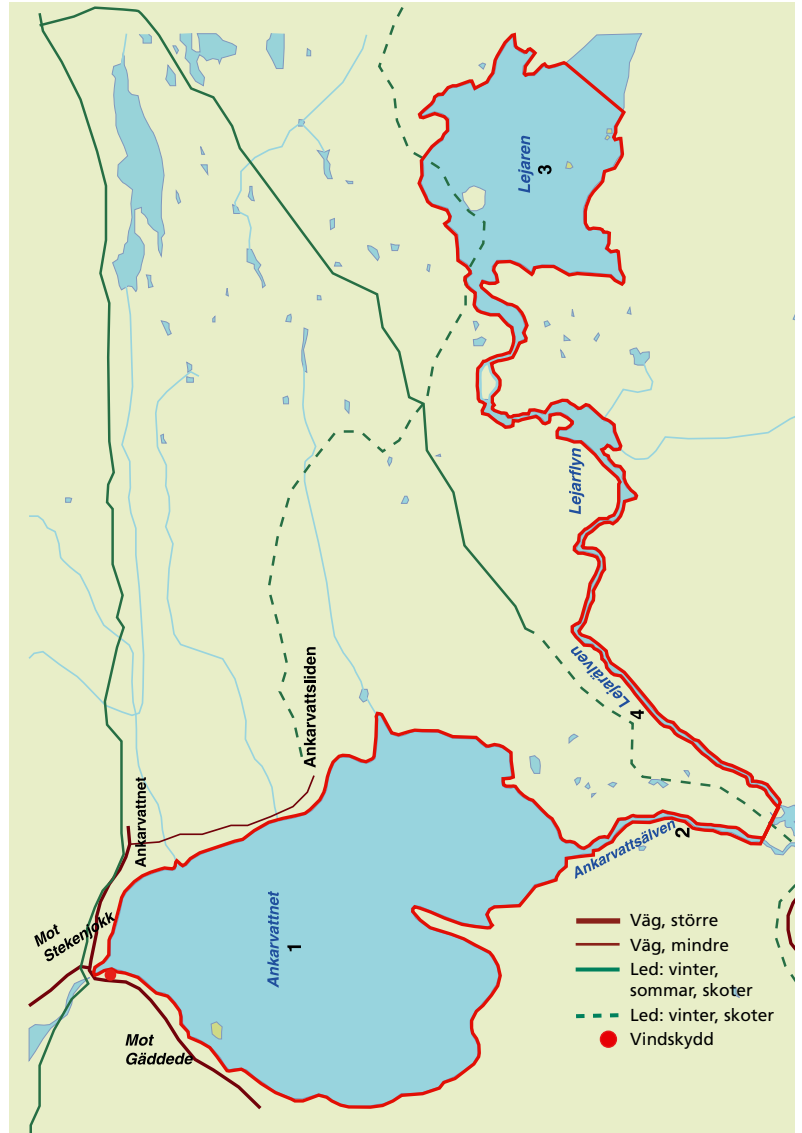 Lejaren
3
Lejarflyn
Lejarälven
4
Ankarvattsliden
Ankarvattnet
Ankarvattsälven
2
Mot
Stekenjokk
Ankarvattnet
1
Mot
Gäddede
Väg, större
Väg, mindre
Led: vinter,
sommar, skoter
Led: vinter, skoter
Vindskydd